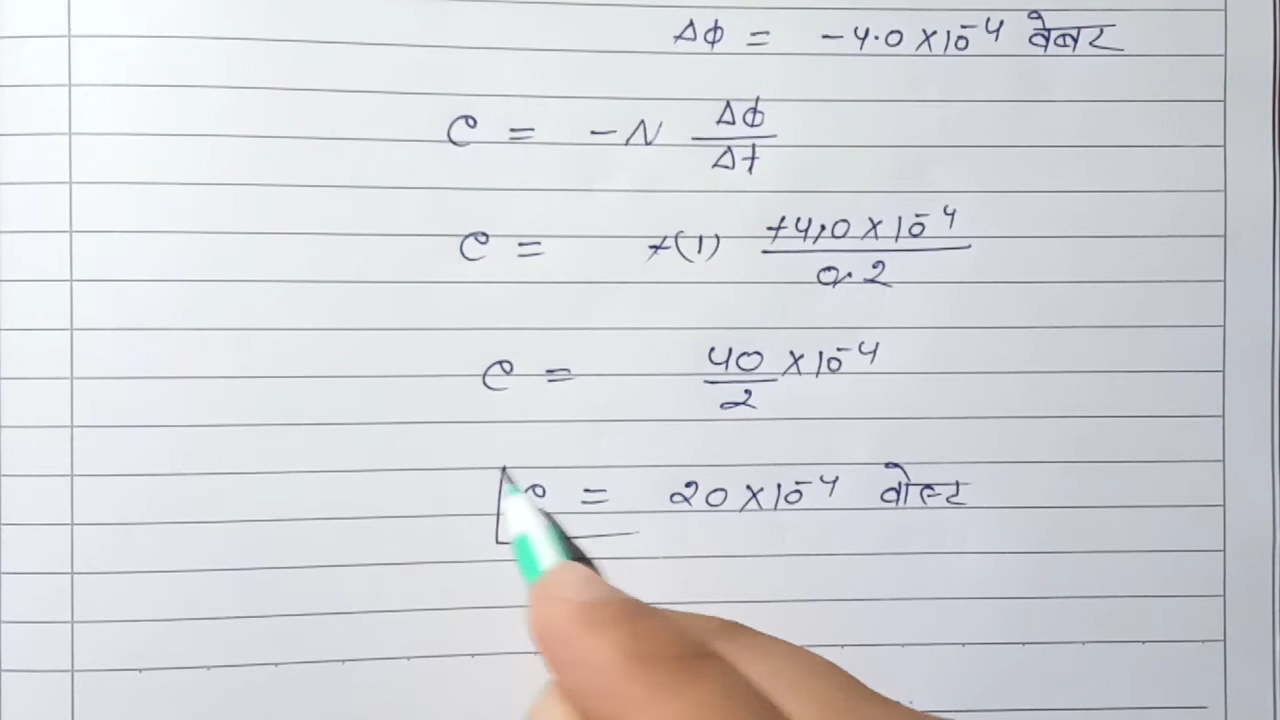 Δϕ = -4.0 × 10⁻⁴ वेबर
e = -N Δϕ/Δt
e = +(1) +4.0 × 10⁻⁴/0.2
e = 40/2 × 10⁻⁴
e = 20 × 10⁻⁴ वोल्ट